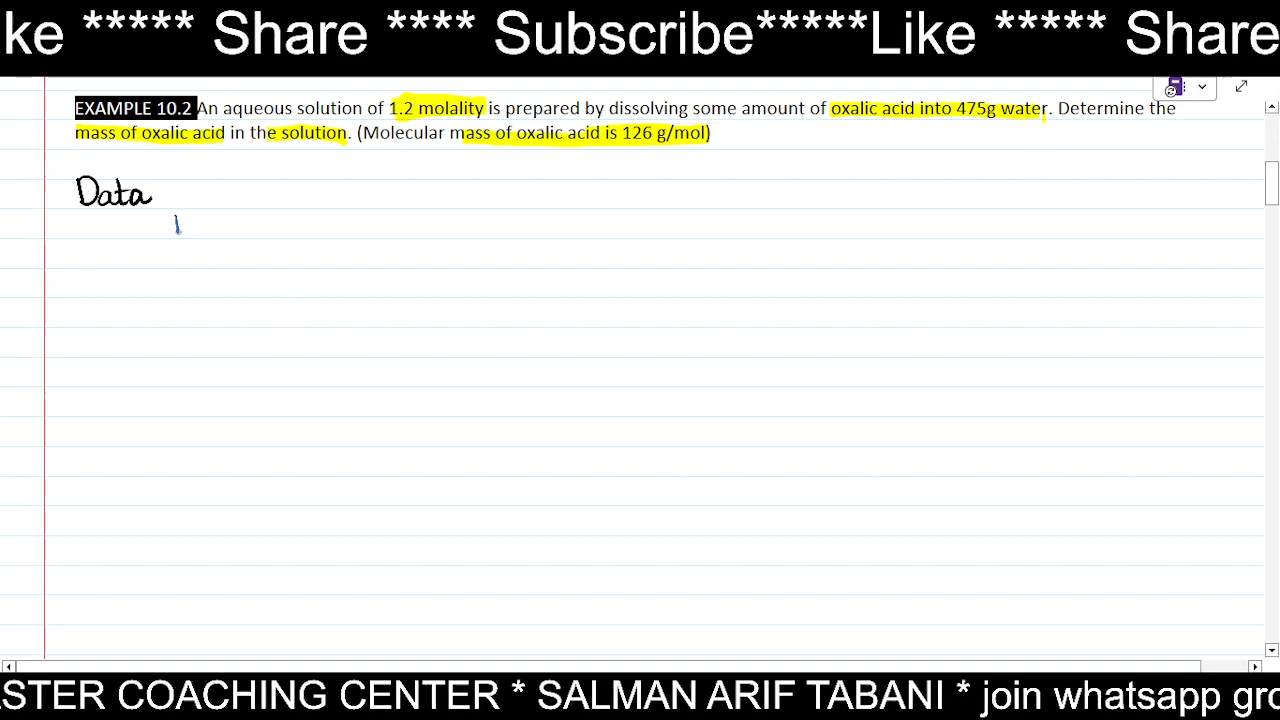 ke ***** Share **** Subscribe*****Like ***** Share
EXAMPLE 10.2 An aqueous solution of 1.2 molality is prepared by dissolving some amount of oxalic acid into 475g water. Determine the
mass of oxalic acid in the solution. (Molecular mass of oxalic acid is 126 g/mol)
Data
STER COACHING CENTER * SALMAN ARIF TABANI * join whatsapp gro